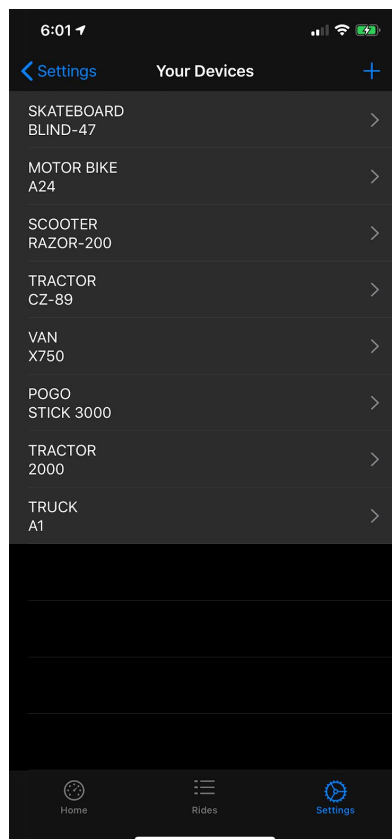 6:01
Settings
Your Devices
+
SKATEBOARD
BLIND-47
MOTOR BIKE
A24
SCOOTER
RAZOR-200
TRACTOR
CZ-89
VAN
X750
POGO
STICK 3000
TRACTOR
2000
TRUCK
A1
Home
Rides
Settings